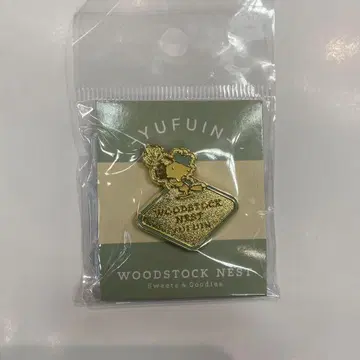 YUFUIN
WOODSTOCK
NEST
YUFUIN
WOODSTOCK NEST
Sweets & Goodies